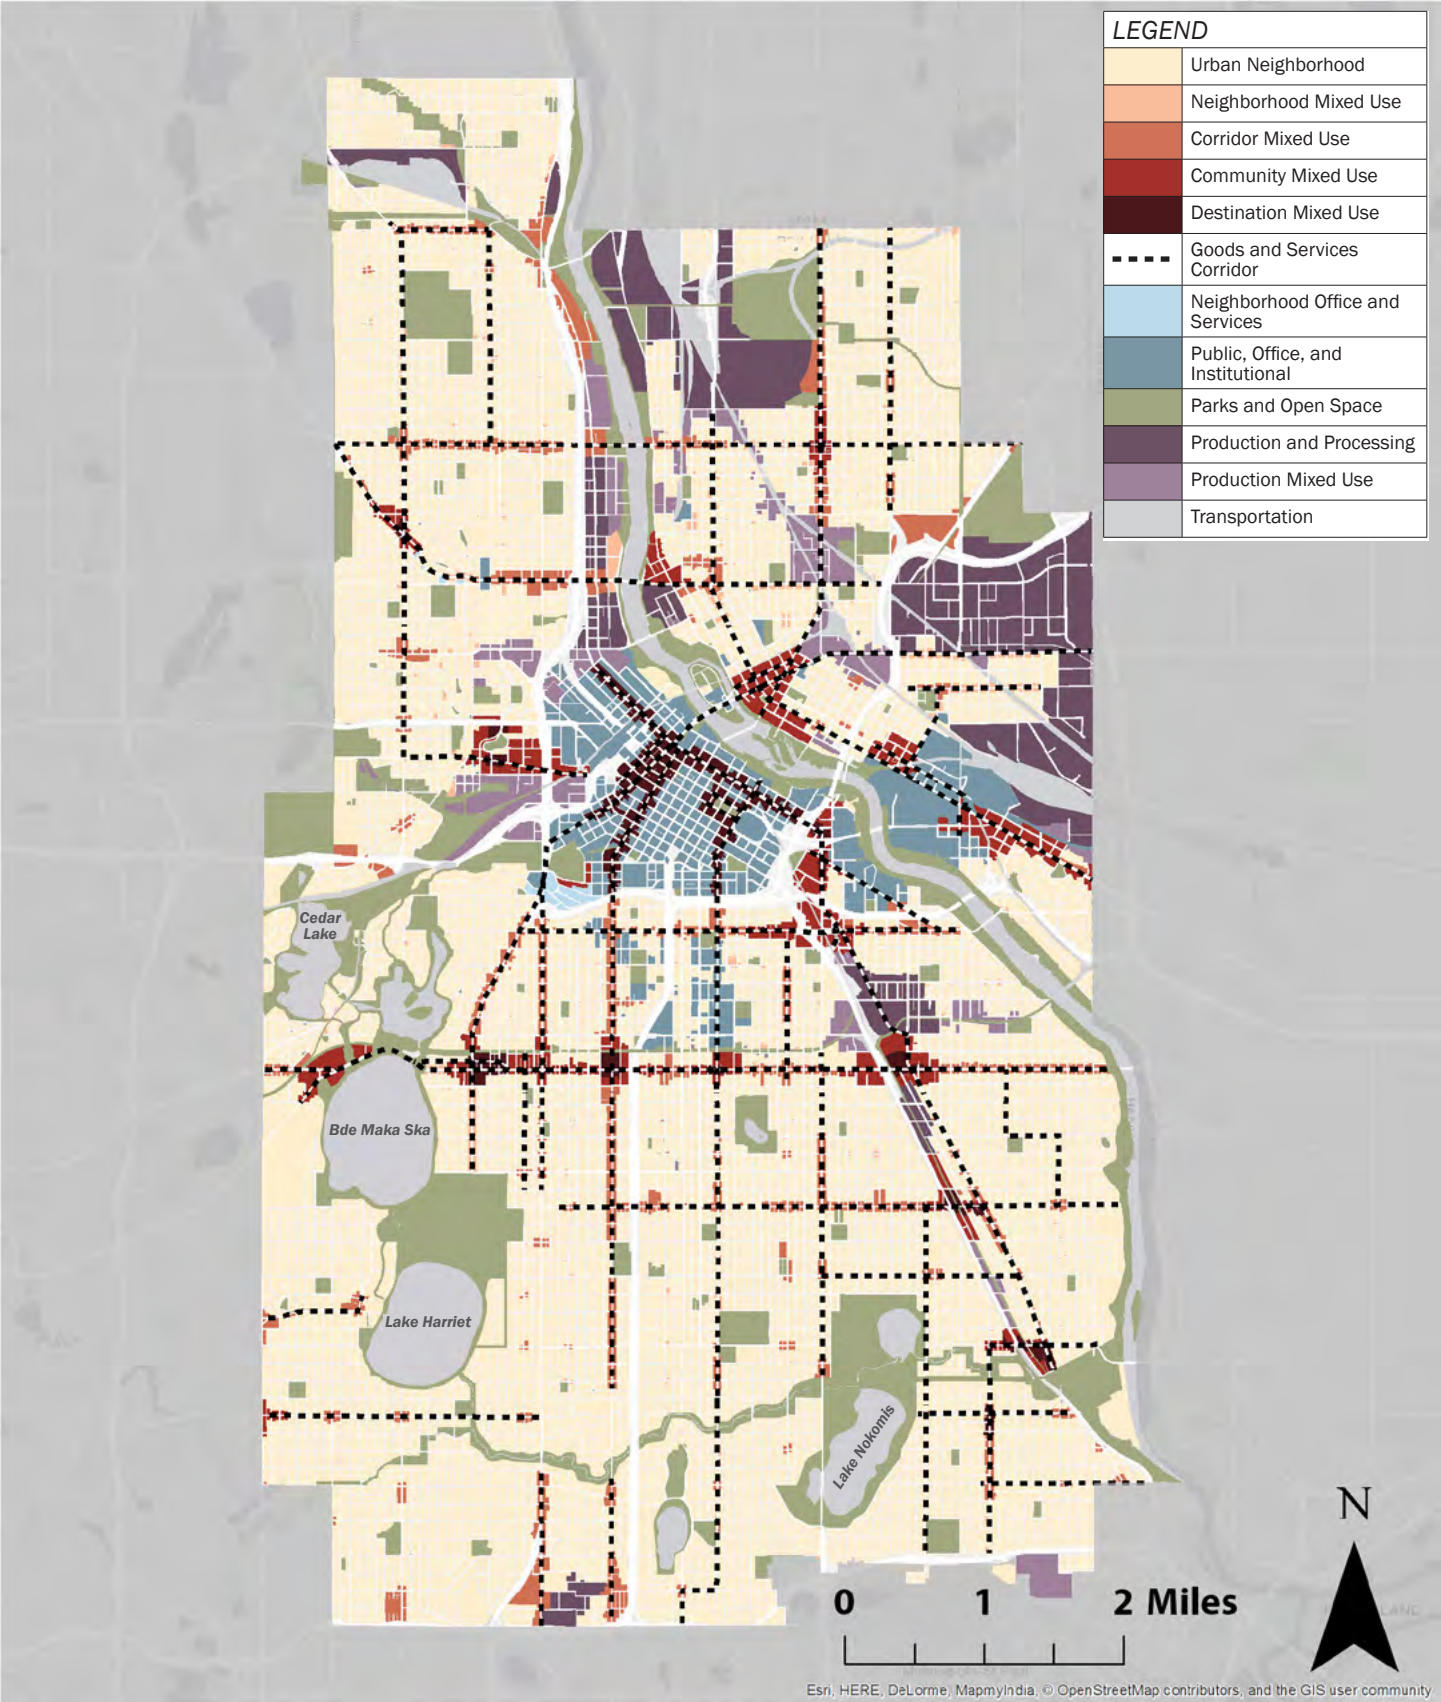 LEGEND
Urban Neighborhood
Neighborhood Mixed Use
Corridor Mixed Use
Community Mixed Use
Destination Mixed Use
Goods and Services
Corridor
Neighborhood Office and
Services
Public, Office, and
Institutional
Parks and Open Space
Production and Processing
Production Mixed Use
Transportation
Cedar
Lake
Bde Maka Ska
Lake Harriet
Lake Nokomis
N
0 1 2 Miles
Esri, HERE, DeLorme, MapmyIndia, © OpenStreetMap contributors, and the GIS user community